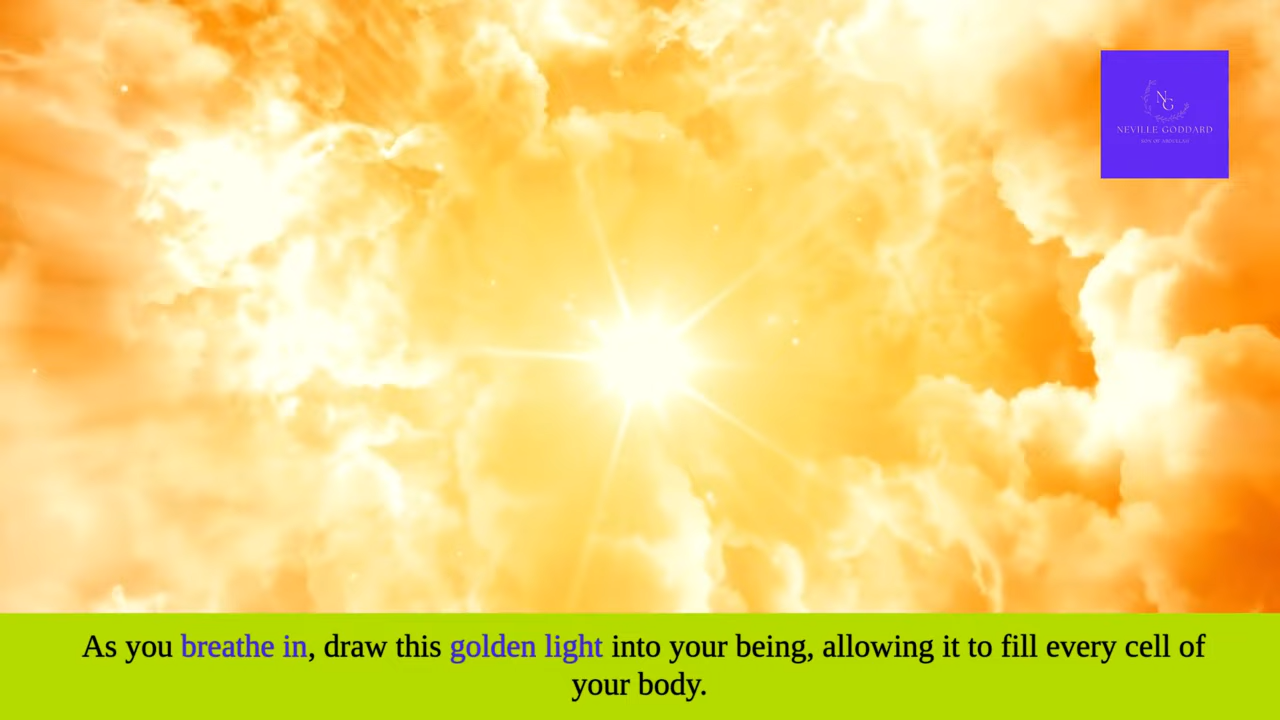 NG
NEVILLE GODDARD
As you breathe in, draw this golden light into your being, allowing it to fill every cell of
your body.